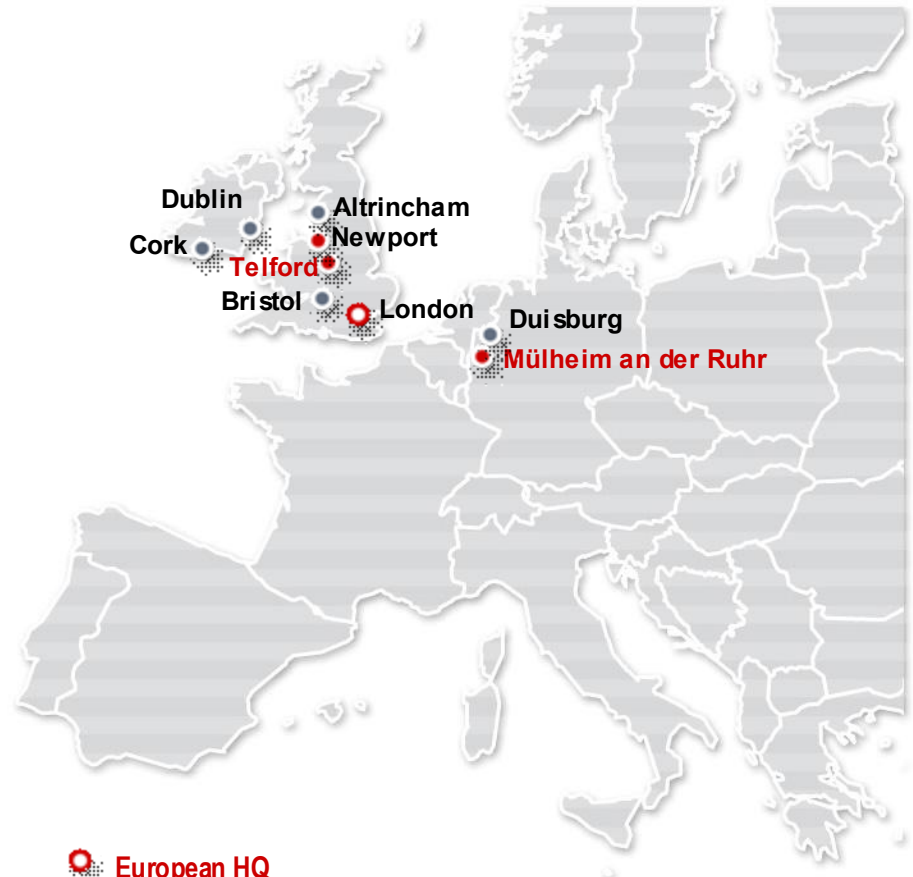 Dublin
Altrincham
Newport
Cork
Telford
Bristol
London
Duisburg
Mülheim an der Ruhr
European HQ